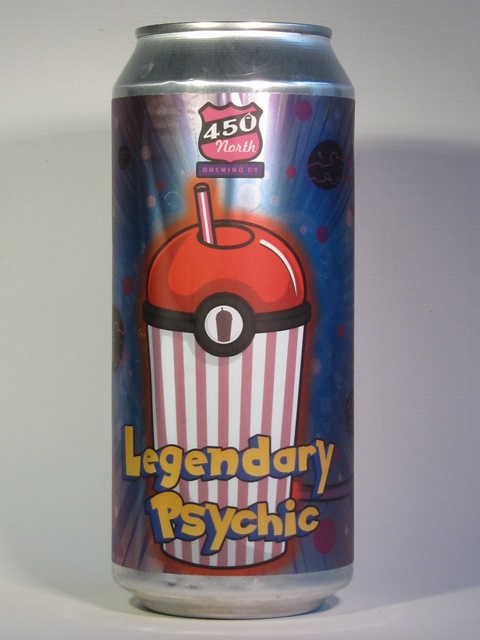 450
North
BREWING Co
Legendary
Psychic